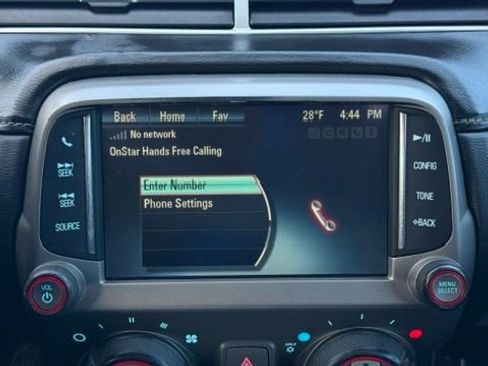 Back Home Fav 28°F 4:44 PM
No network
OnStar Hands Free Calling
Enter Number
Phone Settings
SEEK
SEEK
SOURCE
VOL
CONFIG
TONE
BACK
MENU
SELECT
MAX